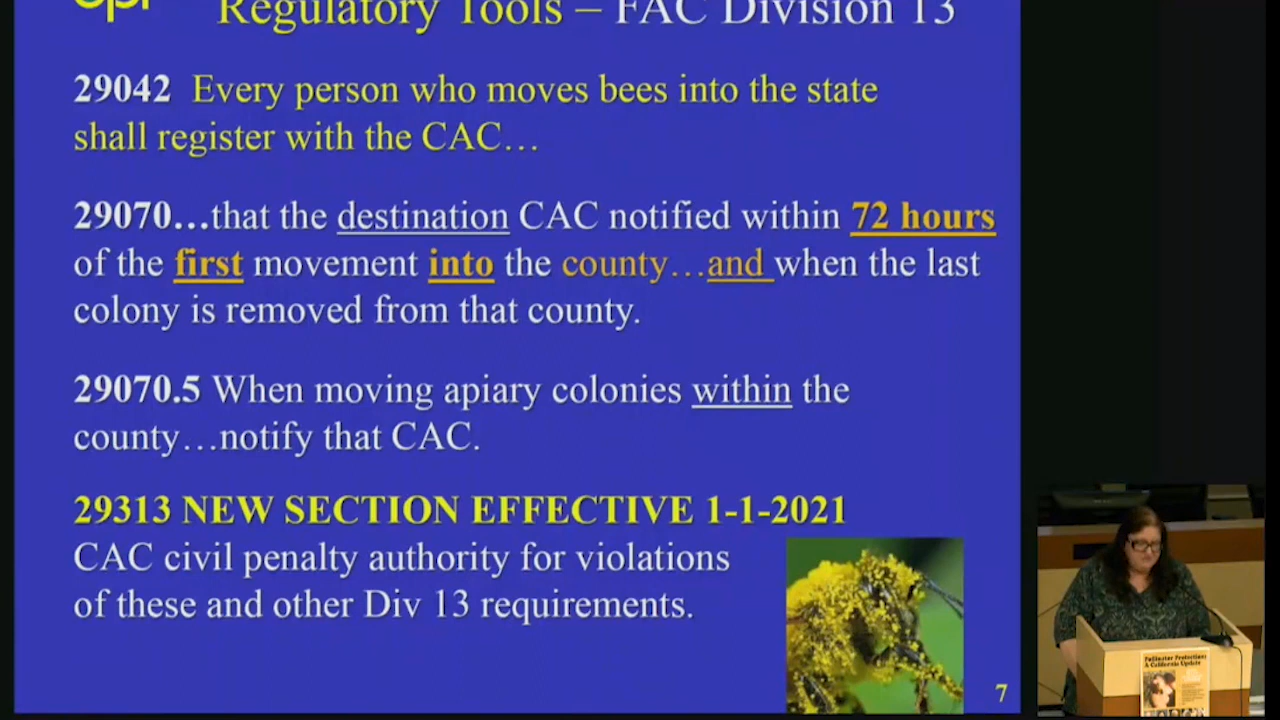 Regulatory Tools – FAC Division 13
29042 Every person who moves bees into the state
shall register with the CAC…
29070…that the destination CAC notified within 72 hours
of the first movement into the county…and when the last
colony is removed from that county.
29070.5 When moving apiary colonies within the
county…notify that CAC.
29313 NEW SECTION EFFECTIVE 1-1-2021
CAC civil penalty authority for violations
of these and other Div 13 requirements.
7
Pollinator Protection:
A California Update